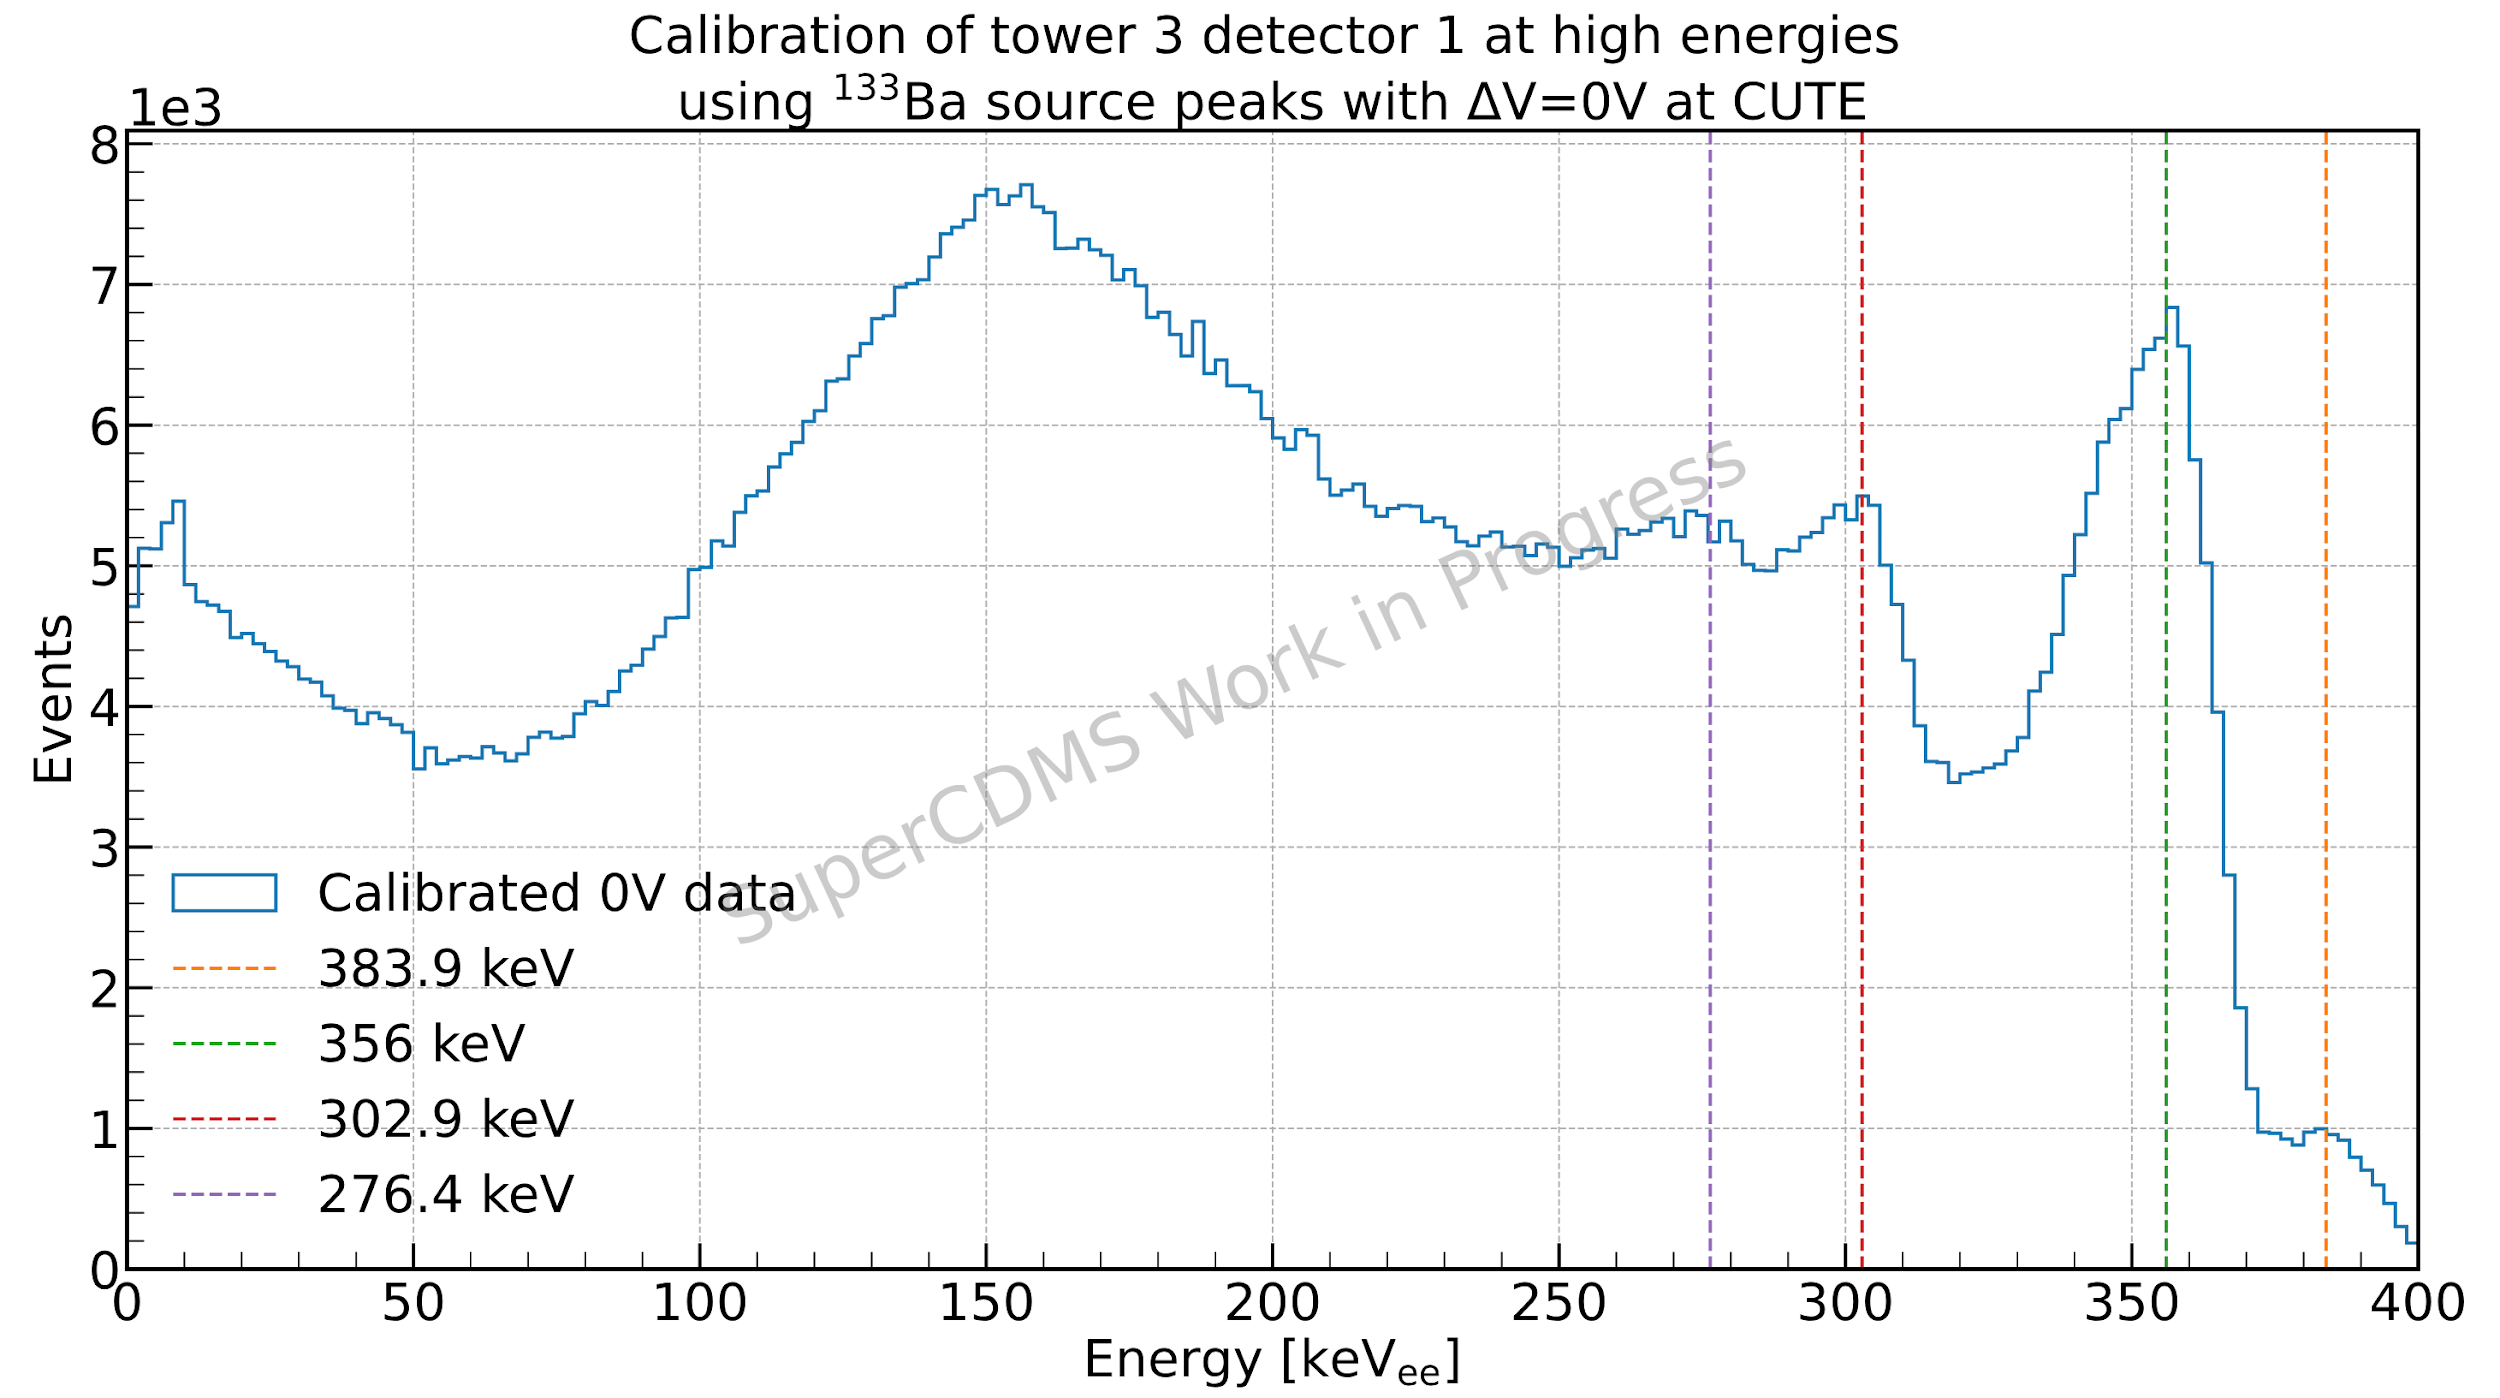 Calibration of tower 3 detector 1 at high energies
using ¹³³Ba source peaks with ΔV=0V at CUTE
1e3
8
7
6
5
4
3
2
1
0
Events
SuperCDMS Work in Progress
Calibrated 0V data
383.9 keV
356 keV
302.9 keV
276.4 keV
0 50 100 150 200 250 300 350 400
Energy [keVₑₑ]